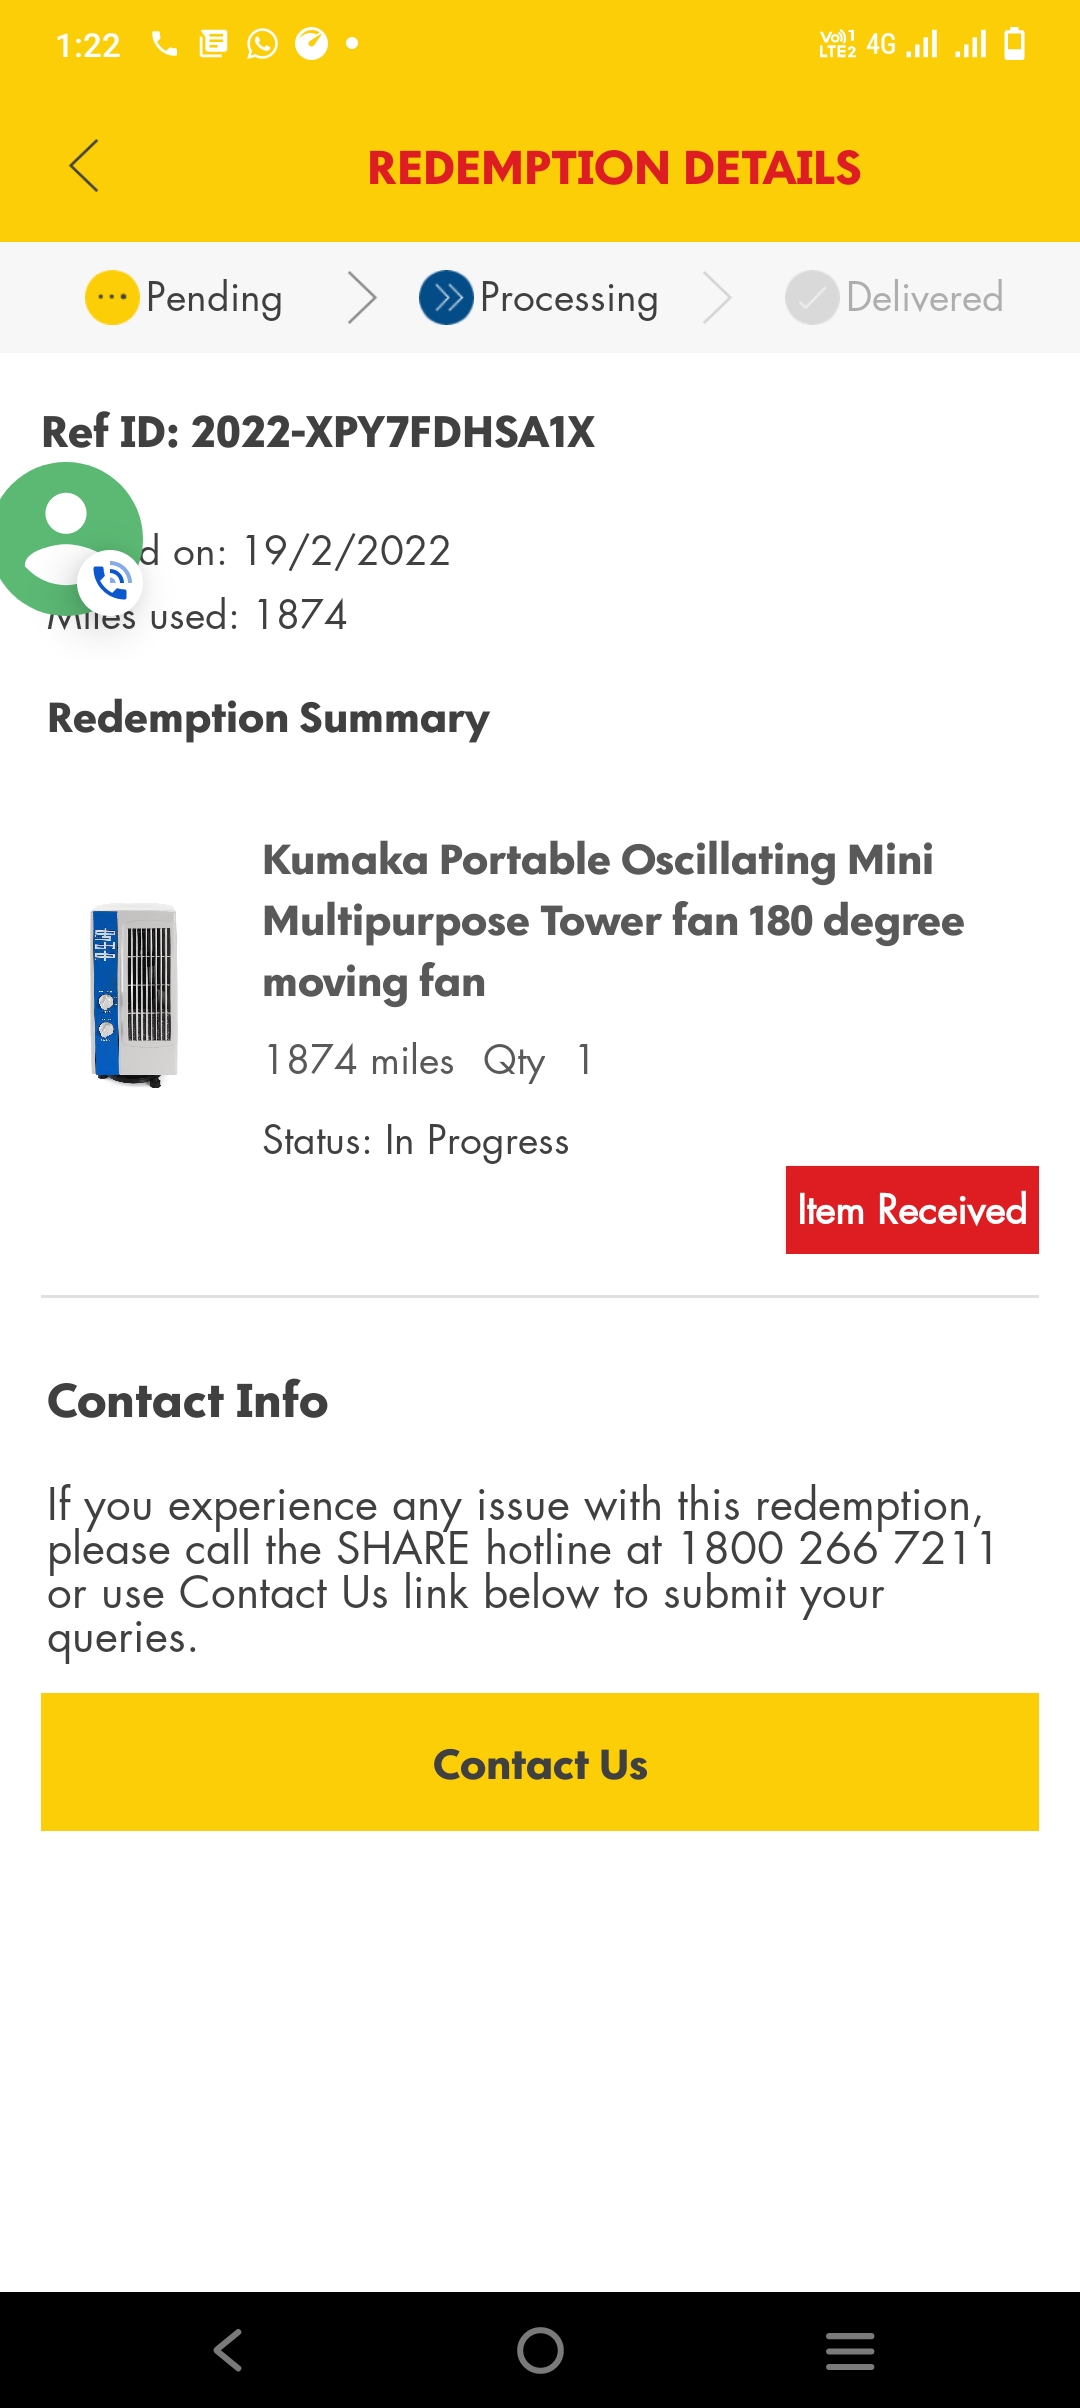 1:22
Vo)) 1
LTE2 4G
REDEMPTION DETAILS
Pending Processing Delivered
Ref ID: 2022-XPY7FDHSA1X
d on: 19/2/2022
Miles used: 1874
Redemption Summary
Kumaka Portable Oscillating Mini
Multipurpose Tower fan 180 degree
moving fan
1874 miles Qty 1
Status: In Progress
Item Received
Contact Info
If you experience any issue with this redemption,
please call the SHARE hotline at 1800 266 7211
or use Contact Us link below to submit your
queries.
Contact Us